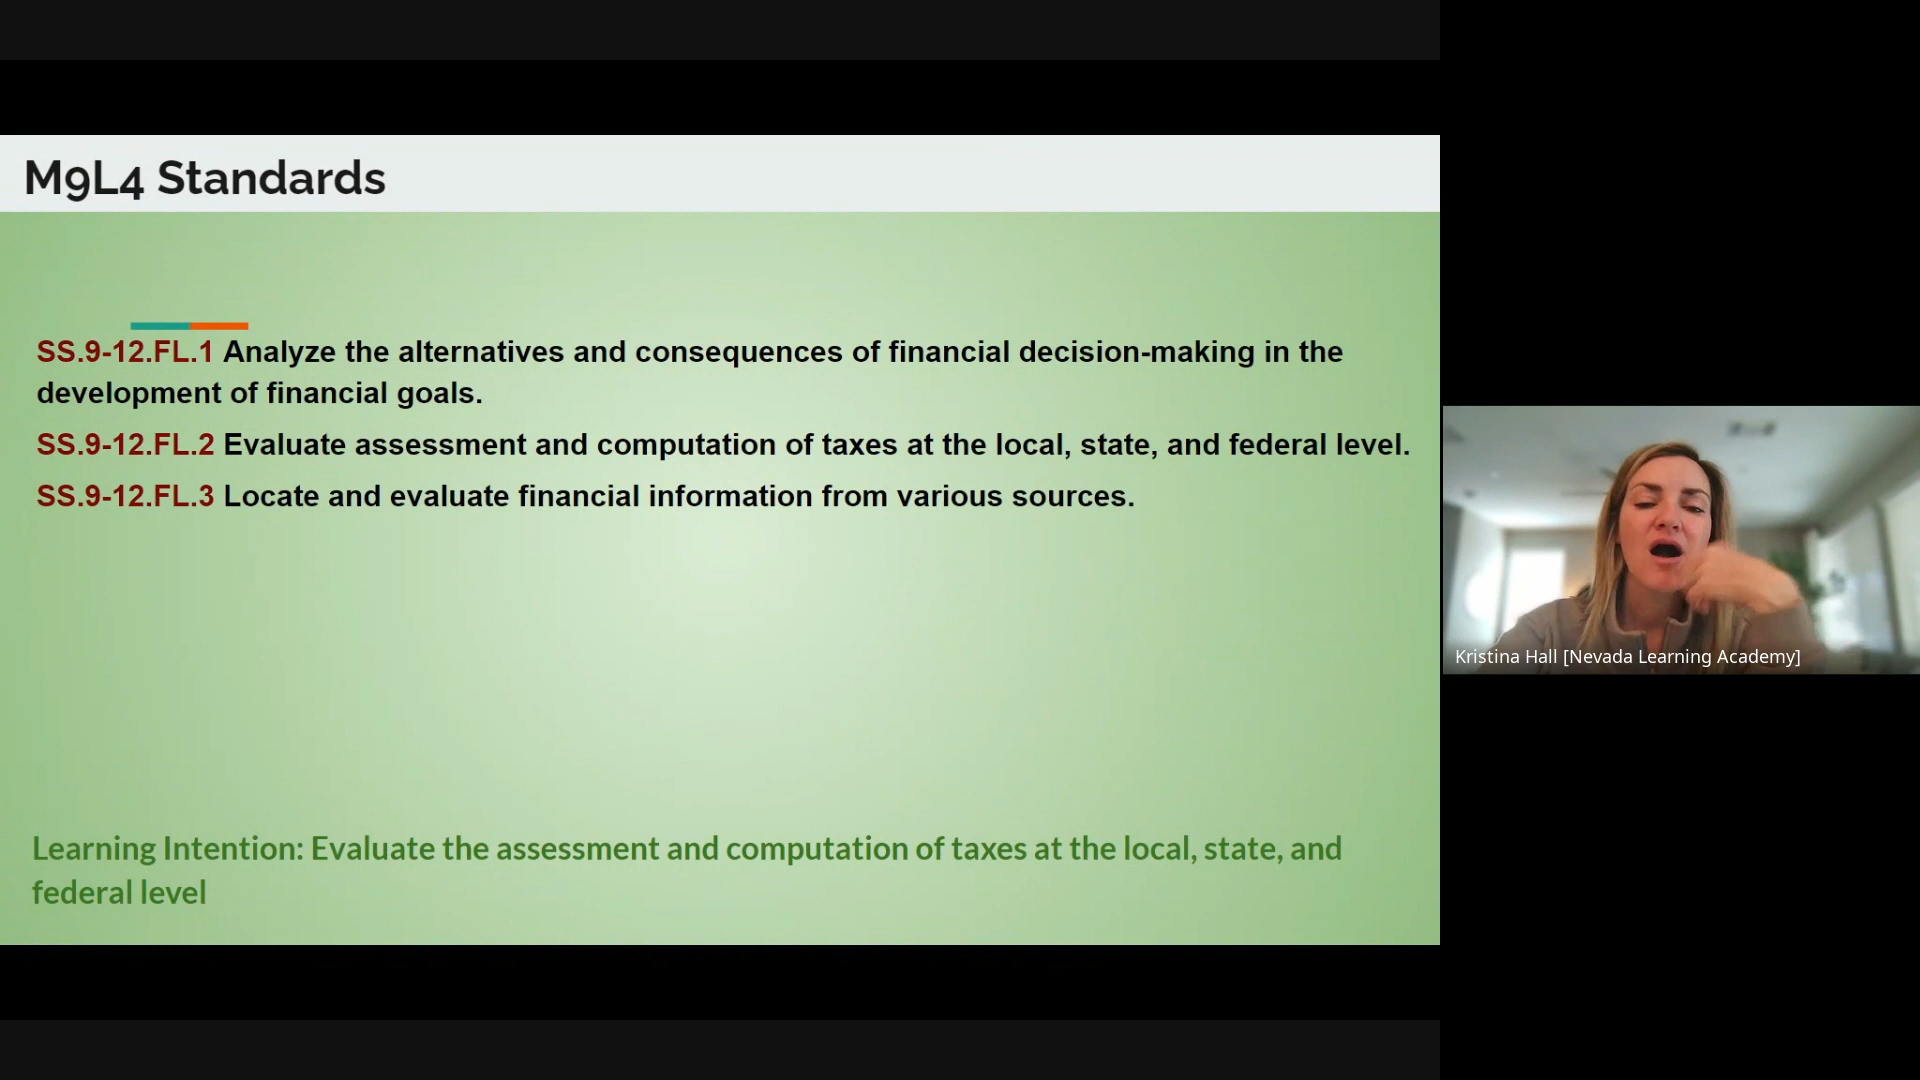 M9L4 Standards
SS.9-12.FL.1 Analyze the alternatives and consequences of financial decision-making in the
development of financial goals.
SS.9-12.FL.2 Evaluate assessment and computation of taxes at the local, state, and federal level.
SS.9-12.FL.3 Locate and evaluate financial information from various sources.
Kristina Hall [Nevada Learning Academy]
Learning Intention: Evaluate the assessment and computation of taxes at the local, state, and
federal level